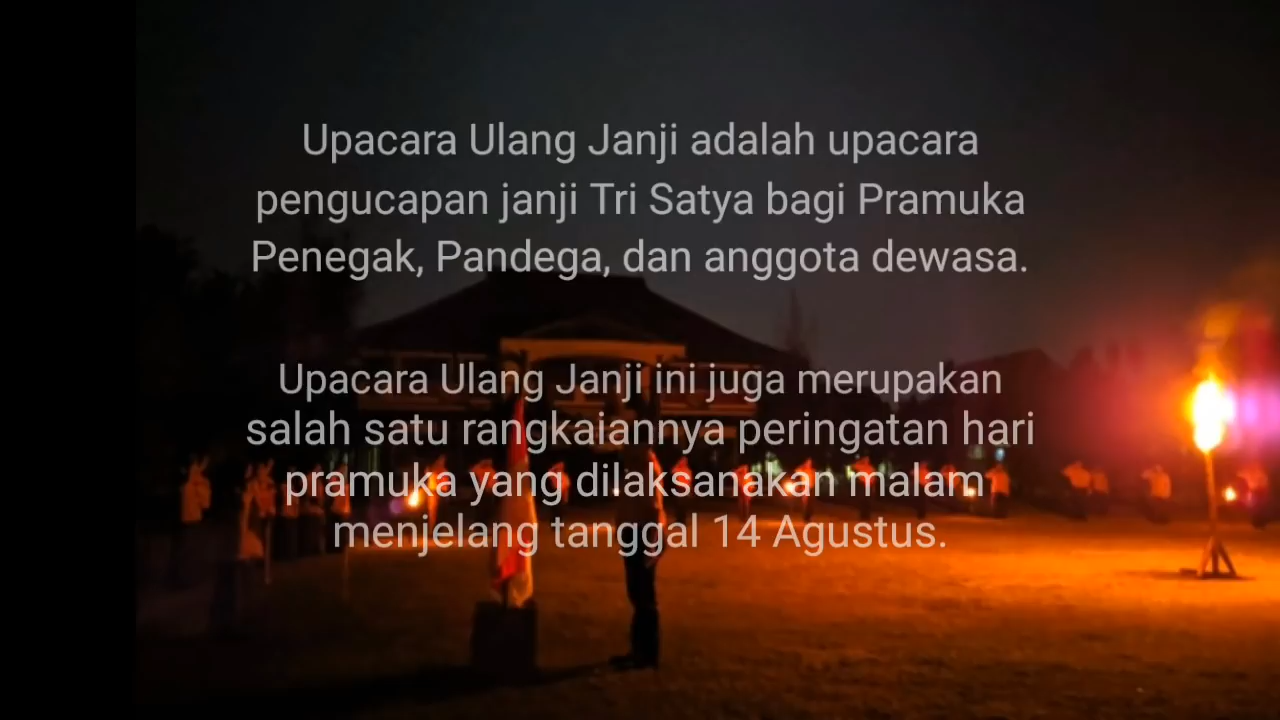 Upacara Ulang Janji adalah upacara
pengucapan janji Tri Satya bagi Pramuka
Penegak, Pandega, dan anggota dewasa.
Upacara Ulang Janji ini juga merupakan
salah satu rangkaiannya peringatan hari
pramuka yang dilaksanakan malam
menjelang tanggal 14 Agustus.